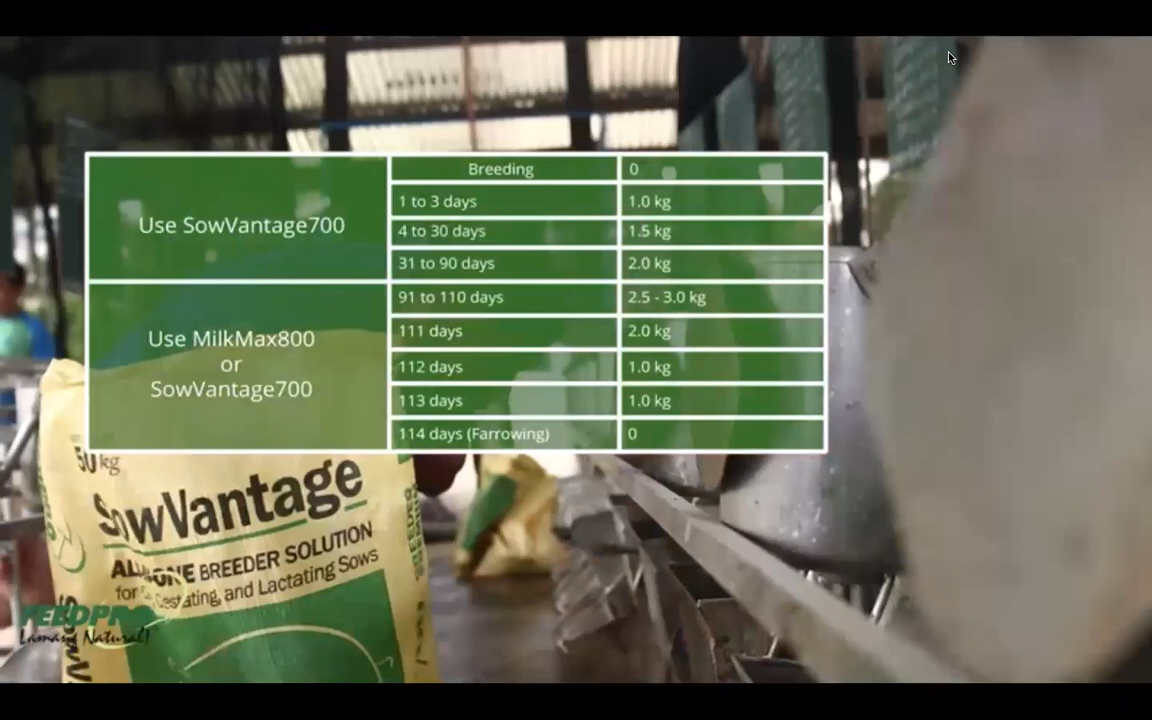 Use SowVantage700
Breeding 0
1 to 3 days 1.0 kg
4 to 30 days 1.5 kg
31 to 90 days 2.0 kg
Use MilkMax800
or
SowVantage700
91 to 110 days 2.5 - 3.0 kg
111 days 2.0 kg
112 days 1.0 kg
113 days 1.0 kg
114 days (Farrowing) 0
50 kg
SowVantage
ALL-IN-ONE BREEDER SOLUTION
for Gestating, and Lactating Sows
FEEDPRO
Lamang Natural!